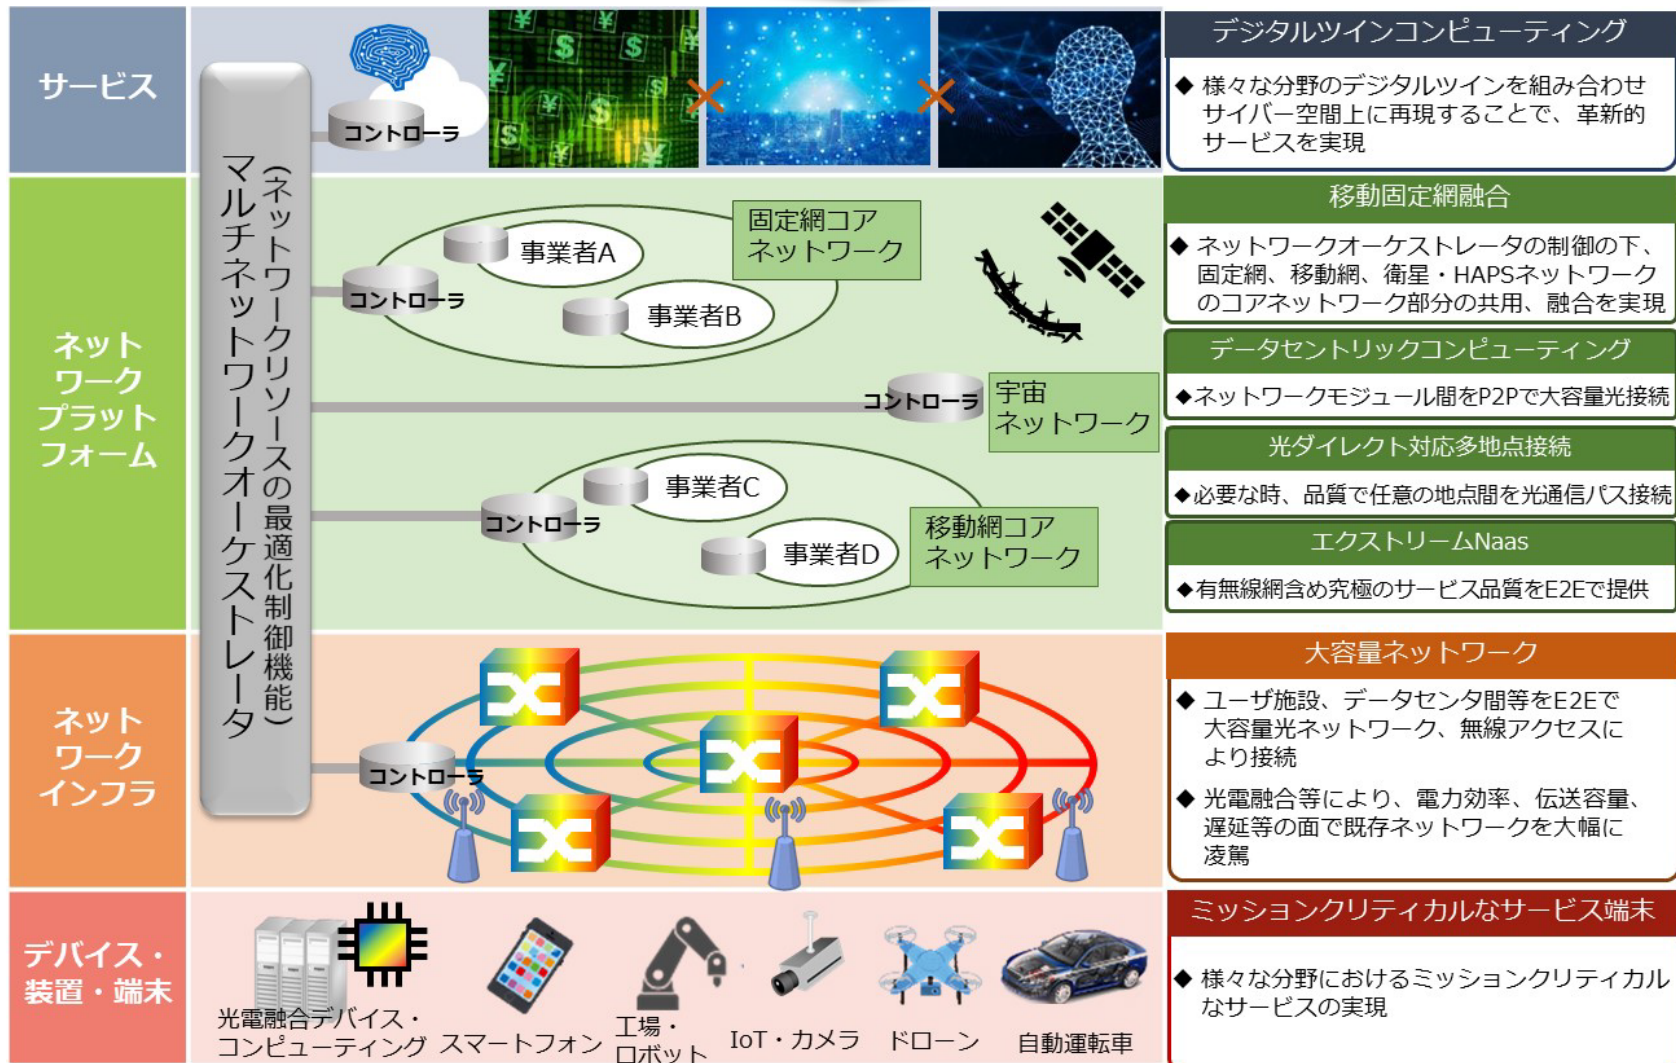 サービス
コントローラ
デジタルツインコンピューティング
◆ 様々な分野のデジタルツインを組み合わせ
サイバー空間上に再現することで、革新的
サービスを実現
マルチネットワークオーケストレータ
（ネットワークリソースの最適化制御機能）
ネット
ワーク
プラット
フォーム
コントローラ
事業者A
事業者B
固定網コア
ネットワーク
コントローラ
宇宙
ネットワーク
コントローラ
事業者C
事業者D
移動網コア
ネットワーク
移動固定網融合
◆ ネットワークオーケストレータの制御の下、
固定網、移動網、衛星・HAPSネットワーク
のコアネットワーク部分の共用、融合を実現
データセントリックコンピューティング
◆ネットワークモジュール間をP2Pで大容量光接続
光ダイレクト対応多地点接続
◆必要な時、品質で任意の地点間を光通信パス接続
エクストリームNaas
◆有無線網含め究極のサービス品質をE2Eで提供
ネット
ワーク
インフラ
コントローラ
大容量ネットワーク
◆ ユーザ施設、データセンタ間等をE2Eで
大容量光ネットワーク、無線アクセスに
より接続
◆ 光電融合等により、電力効率、伝送容量、
遅延等の面で既存ネットワークを大幅に
凌駕
デバイス・
装置・端末
光電融合デバイス・
コンピューティング
スマートフォン
工場・
ロボット
IoT・カメラ
ドローン
自動運転車
ミッションクリティカルなサービス端末
◆ 様々な分野におけるミッションクリティカル
なサービスの実現